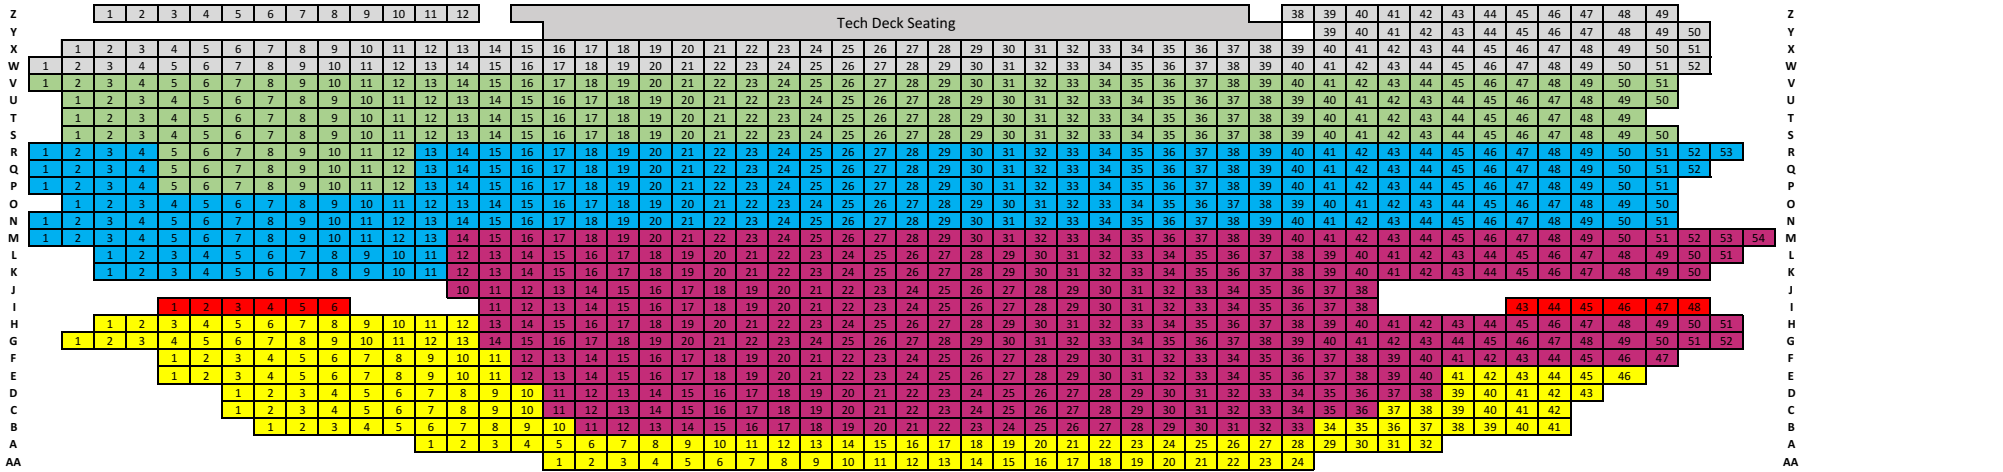 Z 1 2 3 4 5 6 7 8 9 10 11 12 38 39 40 41 42 43 44 45 46 47 48 49 Z
Tech Deck Seating
Y 39 40 41 42 43 44 45 46 47 48 49 50 Y
X 1 2 3 4 5 6 7 8 9 10 11 12 13 14 15 16 17 18 19 20 21 22 23 24 25 26 27 28 29 30 31 32 33 34 35 36 37 38 39 40 41 42 43 44 45 46 47 48 49 50 51 X
W 1 2 3 4 5 6 7 8 9 10 11 12 13 14 15 16 17 18 19 20 21 22 23 24 25 26 27 28 29 30 31 32 33 34 35 36 37 38 39 40 41 42 43 44 45 46 47 48 49 50 51 52 W
V 1 2 3 4 5 6 7 8 9 10 11 12 13 14 15 16 17 18 19 20 21 22 23 24 25 26 27 28 29 30 31 32 33 34 35 36 37 38 39 40 41 42 43 44 45 46 47 48 49 50 51 V
U 1 2 3 4 5 6 7 8 9 10 11 12 13 14 15 16 17 18 19 20 21 22 23 24 25 26 27 28 29 30 31 32 33 34 35 36 37 38 39 40 41 42 43 44 45 46 47 48 49 50 U
T 1 2 3 4 5 6 7 8 9 10 11 12 13 14 15 16 17 18 19 20 21 22 23 24 25 26 27 28 29 30 31 32 33 34 35 36 37 38 39 40 41 42 43 44 45 46 47 48 49 T
S 1 2 3 4 5 6 7 8 9 10 11 12 13 14 15 16 17 18 19 20 21 22 23 24 25 26 27 28 29 30 31 32 33 34 35 36 37 38 39 40 41 42 43 44 45 46 47 48 49 50 S
R 1 2 3 4 5 6 7 8 9 10 11 12 13 14 15 16 17 18 19 20 21 22 23 24 25 26 27 28 29 30 31 32 33 34 35 36 37 38 39 40 41 42 43 44 45 46 47 48 49 50 51 52 53 R
Q 1 2 3 4 5 6 7 8 9 10 11 12 13 14 15 16 17 18 19 20 21 22 23 24 25 26 27 28 29 30 31 32 33 34 35 36 37 38 39 40 41 42 43 44 45 46 47 48 49 50 51 52 Q
P 1 2 3 4 5 6 7 8 9 10 11 12 13 14 15 16 17 18 19 20 21 22 23 24 25 26 27 28 29 30 31 32 33 34 35 36 37 38 39 40 41 42 43 44 45 46 47 48 49 50 51 P
O 1 2 3 4 5 6 7 8 9 10 11 12 13 14 15 16 17 18 19 20 21 22 23 24 25 26 27 28 29 30 31 32 33 34 35 36 37 38 39 40 41 42 43 44 45 46 47 48 49 50 O
N 1 2 3 4 5 6 7 8 9 10 11 12 13 14 15 16 17 18 19 20 21 22 23 24 25 26 27 28 29 30 31 32 33 34 35 36 37 38 39 40 41 42 43 44 45 46 47 48 49 50 51 N
M 1 2 3 4 5 6 7 8 9 10 11 12 13 14 15 16 17 18 19 20 21 22 23 24 25 26 27 28 29 30 31 32 33 34 35 36 37 38 39 40 41 42 43 44 45 46 47 48 49 50 51 52 53 54 M
L 1 2 3 4 5 6 7 8 9 10 11 12 13 14 15 16 17 18 19 20 21 22 23 24 25 26 27 28 29 30 31 32 33 34 35 36 37 38 39 40 41 42 43 44 45 46 47 48 49 50 51 L
K 1 2 3 4 5 6 7 8 9 10 11 12 13 14 15 16 17 18 19 20 21 22 23 24 25 26 27 28 29 30 31 32 33 34 35 36 37 38 39 40 41 42 43 44 45 46 47 48 49 50 K
J 10 11 12 13 14 15 16 17 18 19 20 21 22 23 24 25 26 27 28 29 30 31 32 33 34 35 36 37 38 J
I 1 2 3 4 5 6 11 12 13 14 15 16 17 18 19 20 21 22 23 24 25 26 27 28 29 30 31 32 33 34 35 36 37 38 43 44 45 46 47 48 I
H 1 2 3 4 5 6 7 8 9 10 11 12 13 14 15 16 17 18 19 20 21 22 23 24 25 26 27 28 29 30 31 32 33 34 35 36 37 38 39 40 41 42 43 44 45 46 47 48 49 50 51 H
G 1 2 3 4 5 6 7 8 9 10 11 12 13 14 15 16 17 18 19 20 21 22 23 24 25 26 27 28 29 30 31 32 33 34 35 36 37 38 39 40 41 42 43 44 45 46 47 48 49 50 51 52 G
F 1 2 3 4 5 6 7 8 9 10 11 12 13 14 15 16 17 18 19 20 21 22 23 24 25 26 27 28 29 30 31 32 33 34 35 36 37 38 39 40 41 42 43 44 45 46 47 F
E 1 2 3 4 5 6 7 8 9 10 11 12 13 14 15 16 17 18 19 20 21 22 23 24 25 26 27 28 29 30 31 32 33 34 35 36 37 38 39 40 41 42 43 44 45 46 E
D 1 2 3 4 5 6 7 8 9 10 11 12 13 14 15 16 17 18 19 20 21 22 23 24 25 26 27 28 29 30 31 32 33 34 35 36 37 38 39 40 41 42 43 D
C 1 2 3 4 5 6 7 8 9 10 11 12 13 14 15 16 17 18 19 20 21 22 23 24 25 26 27 28 29 30 31 32 33 34 35 36 37 38 39 40 41 42 C
B 1 2 3 4 5 6 7 8 9 10 11 12 13 14 15 16 17 18 19 20 21 22 23 24 25 26 27 28 29 30 31 32 33 34 35 36 37 38 39 40 41 B
A 1 2 3 4 5 6 7 8 9 10 11 12 13 14 15 16 17 18 19 20 21 22 23 24 25 26 27 28 29 30 31 32 A
AA 1 2 3 4 5 6 7 8 9 10 11 12 13 14 15 16 17 18 19 20 21 22 23 24 AA